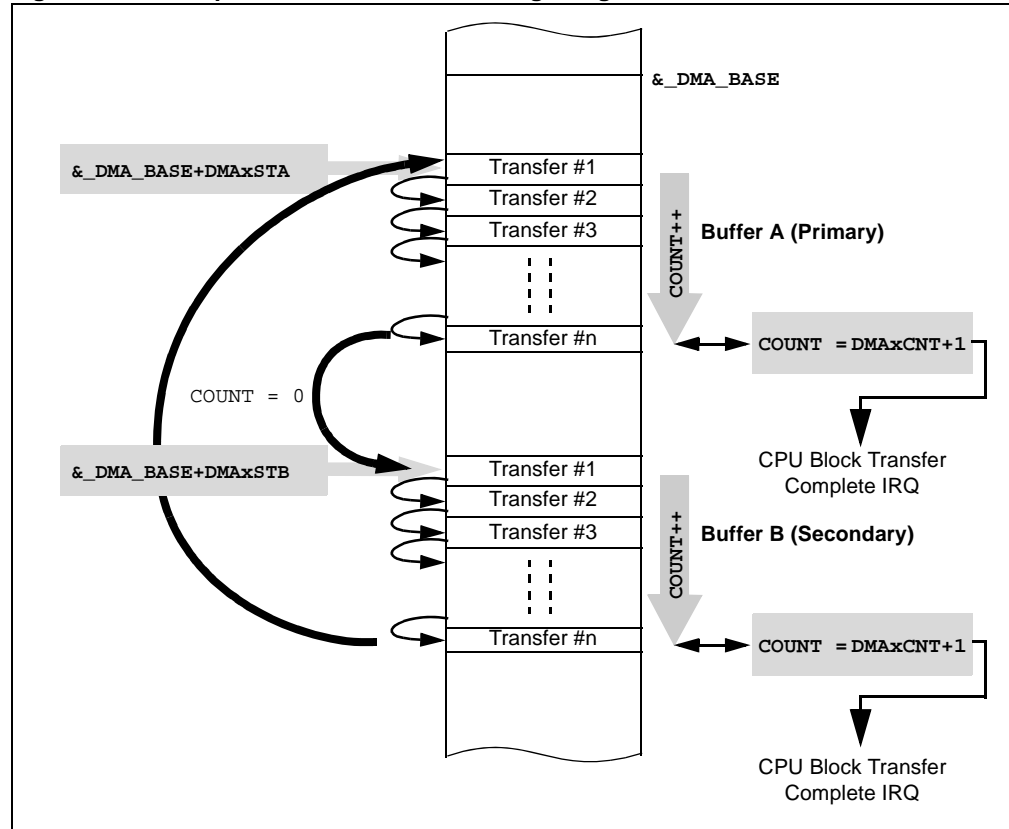 &_DMA_BASE
&_DMA_BASE+DMAxSTA
Transfer #1
Transfer #2
Transfer #3
Transfer #n
COUNT++
Buffer A (Primary)
COUNT = DMAxCNT+1
CPU Block Transfer
Complete IRQ
COUNT = 0
&_DMA_BASE+DMAxSTB
Transfer #1
Transfer #2
Transfer #3
Transfer #n
COUNT++
Buffer B (Secondary)
COUNT = DMAxCNT+1
CPU Block Transfer
Complete IRQ